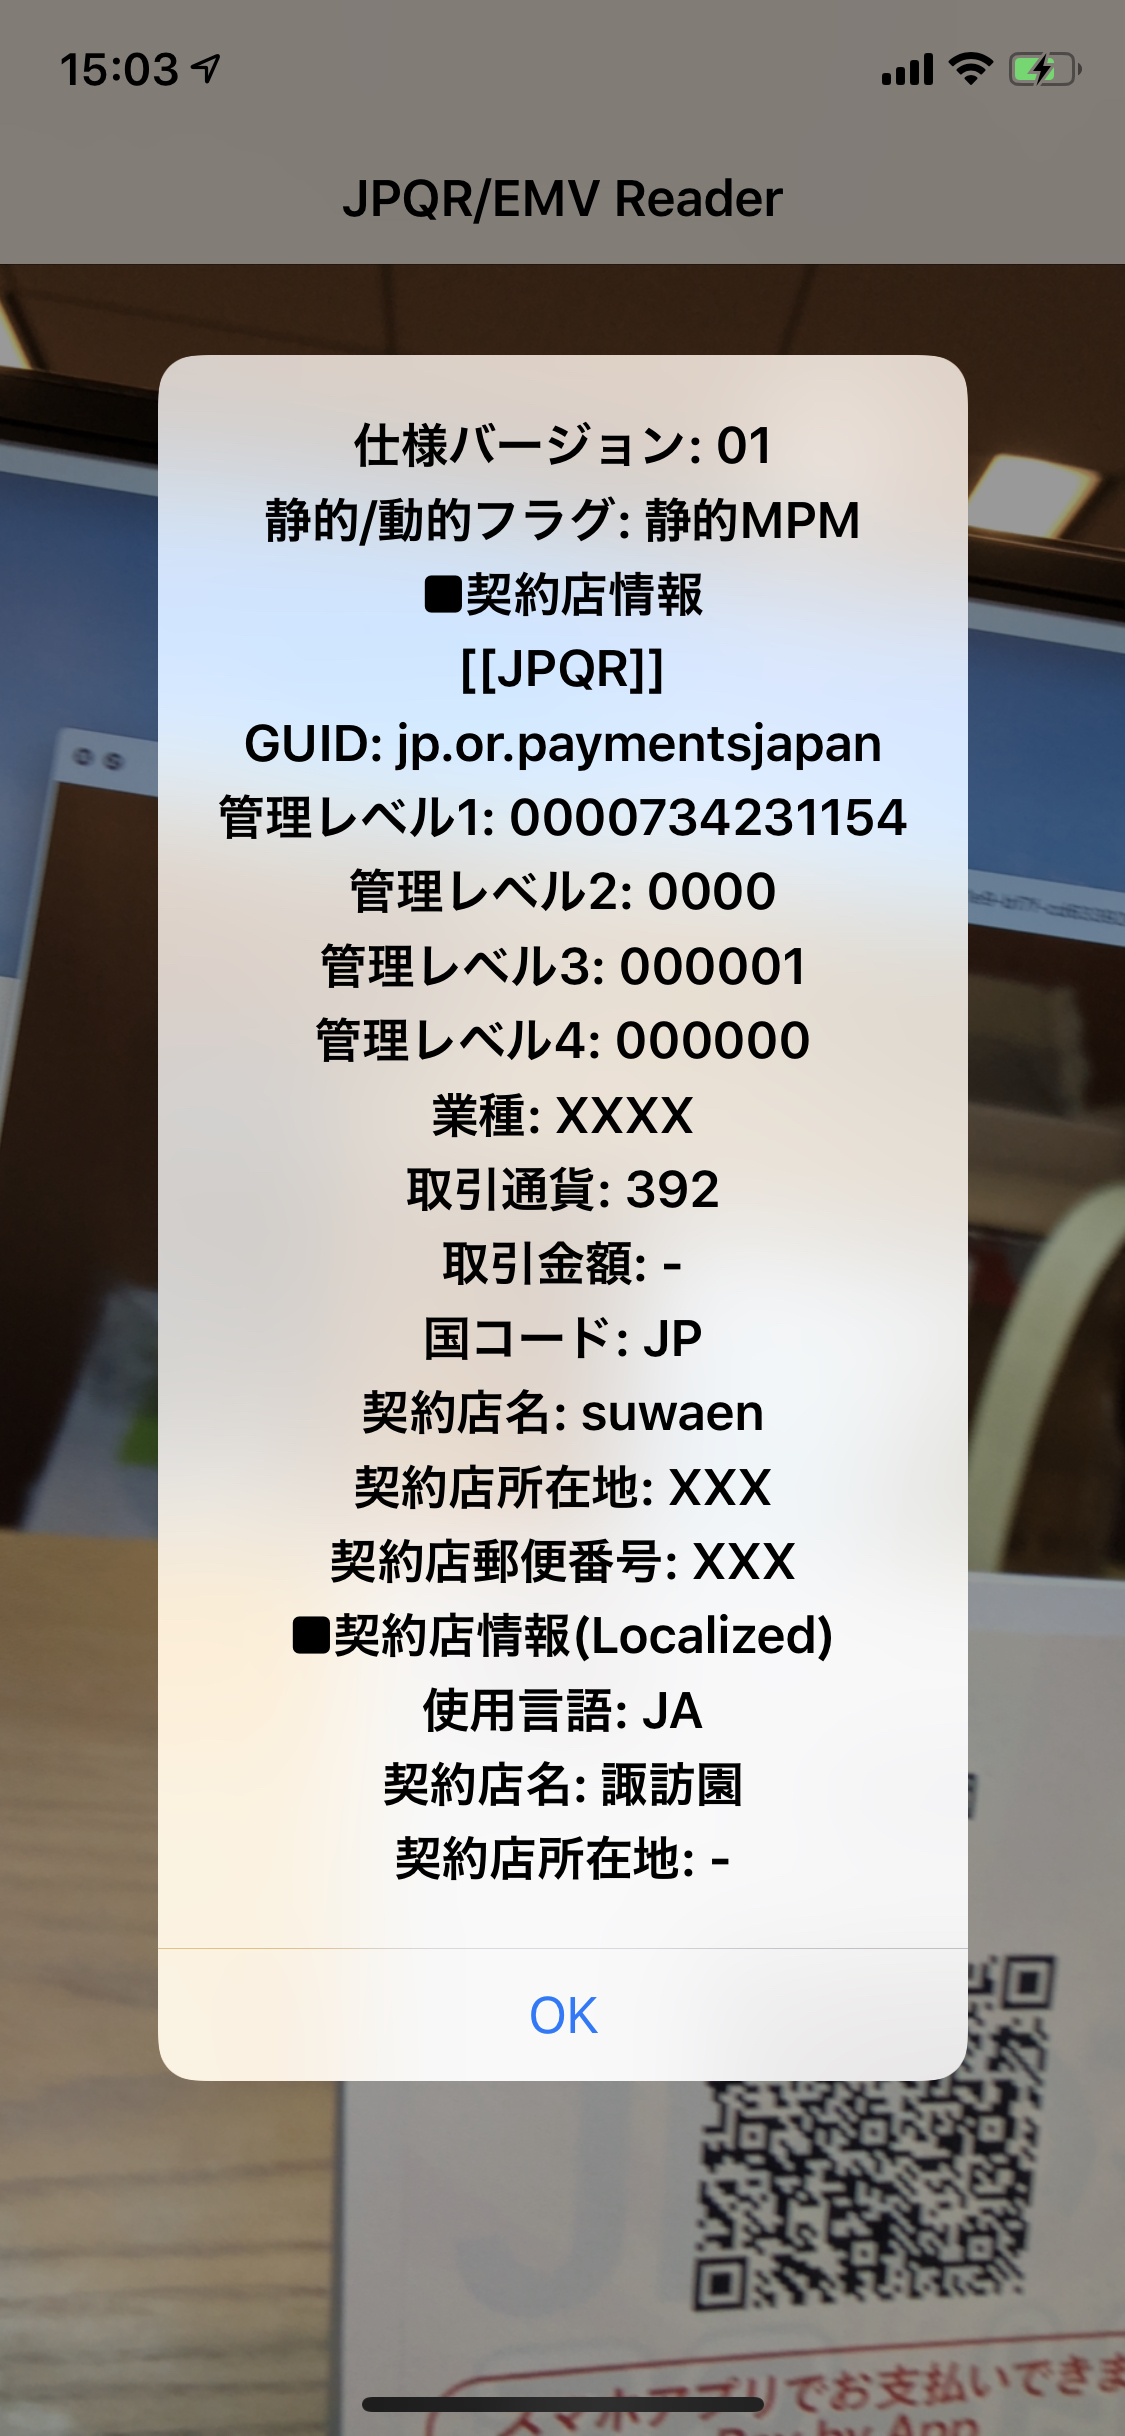 15:03
JPQR/EMV Reader
仕様バージョン: 01
静的/動的フラグ: 静的MPM
■契約店情報
[[JPQR]]
GUID: jp.or.paymentsjapan
管理レベル1: 0000734231154
管理レベル2: 0000
管理レベル3: 000001
管理レベル4: 000000
業種: XXXX
取引通貨: 392
取引金額: -
国コード: JP
契約店名: suwaen
契約店所在地: XXX
契約店郵便番号: XXX
■契約店情報(Localized)
使用言語: JA
契約店名: 諏訪園
契約店所在地: -
OK
スマホアプリでお支払いできま
Pay by App